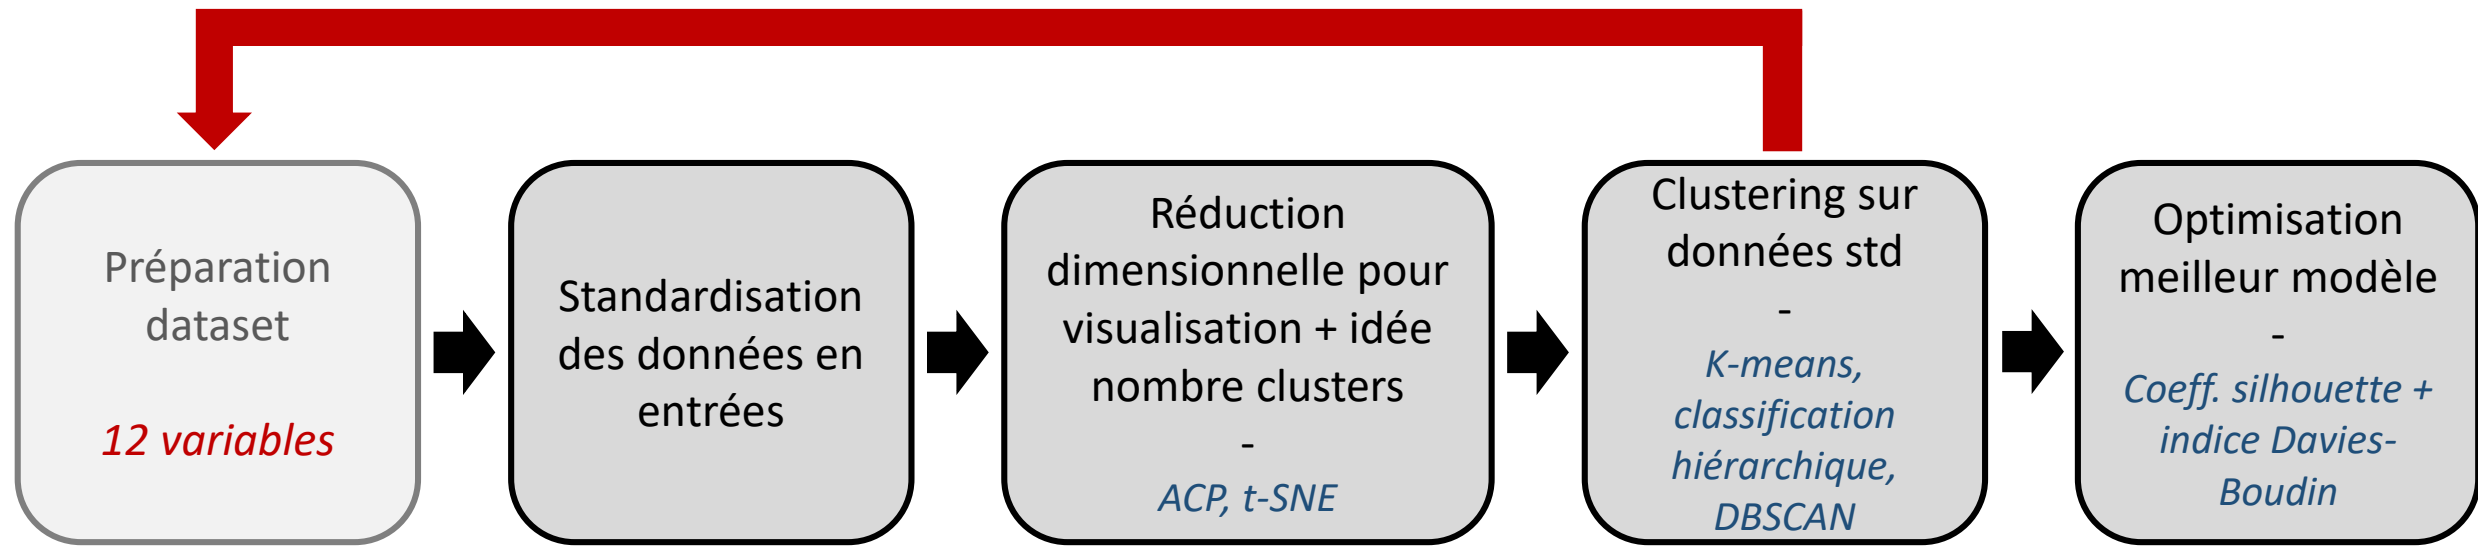 Préparation
dataset
12 variables
Standardisation
des données en
entrées
Réduction
dimensionnelle pour
visualisation + idée
nombre clusters
-
ACP, t-SNE
Clustering sur
données std
-
K-means,
classification
hiérarchique,
DBSCAN
Optimisation
meilleur modèle
-
Coeff. silhouette +
indice Davies-
Boudin